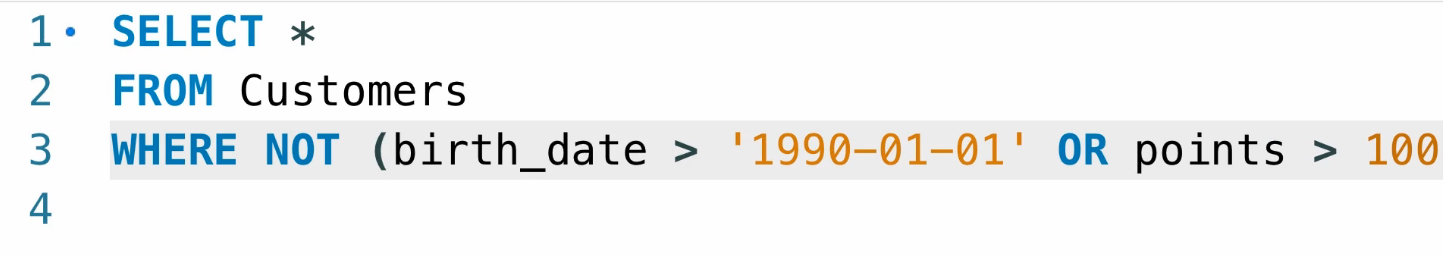 1 SELECT *
2 FROM Customers
3 WHERE NOT (birth_date > '1990-01-01' OR points > 100
4